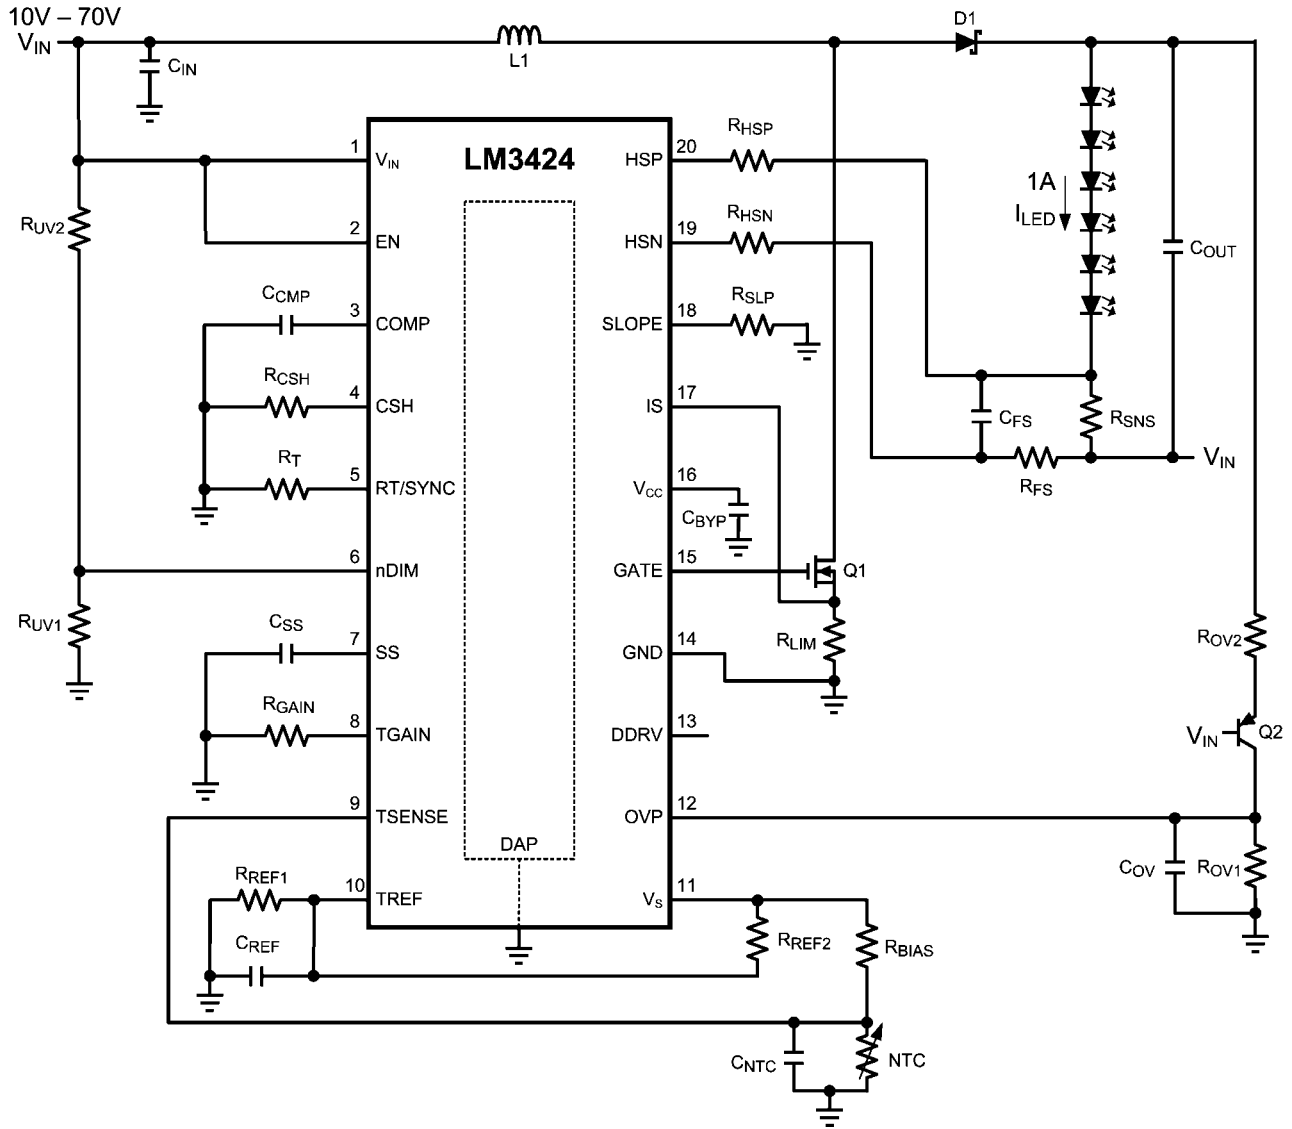 10V – 70V
VIN
CIN
L1
D1
LM3424
1
VIN
20
HSP
RHSP
RUV2
2
EN
19
HSN
RHSN
1A
ILED
COUT
CCMP
3
COMP
18
SLOPE
RSLP
RCSH
4
CSH
17
IS
CFS
RSNS
RT
5
RT/SYNC
16
VCC
CBYP
RFS
VIN
6
nDIM
15
GATE
Q1
RUV1
CSS
7
SS
14
GND
RLIM
ROV2
RGAIN
8
TGAIN
13
DDRV
VIN
Q2
9
TSENSE
12
OVP
DAP
COV
ROV1
RREF1
10
TREF
11
VS
CREF
RREF2
RBIAS
CNTC
NTC